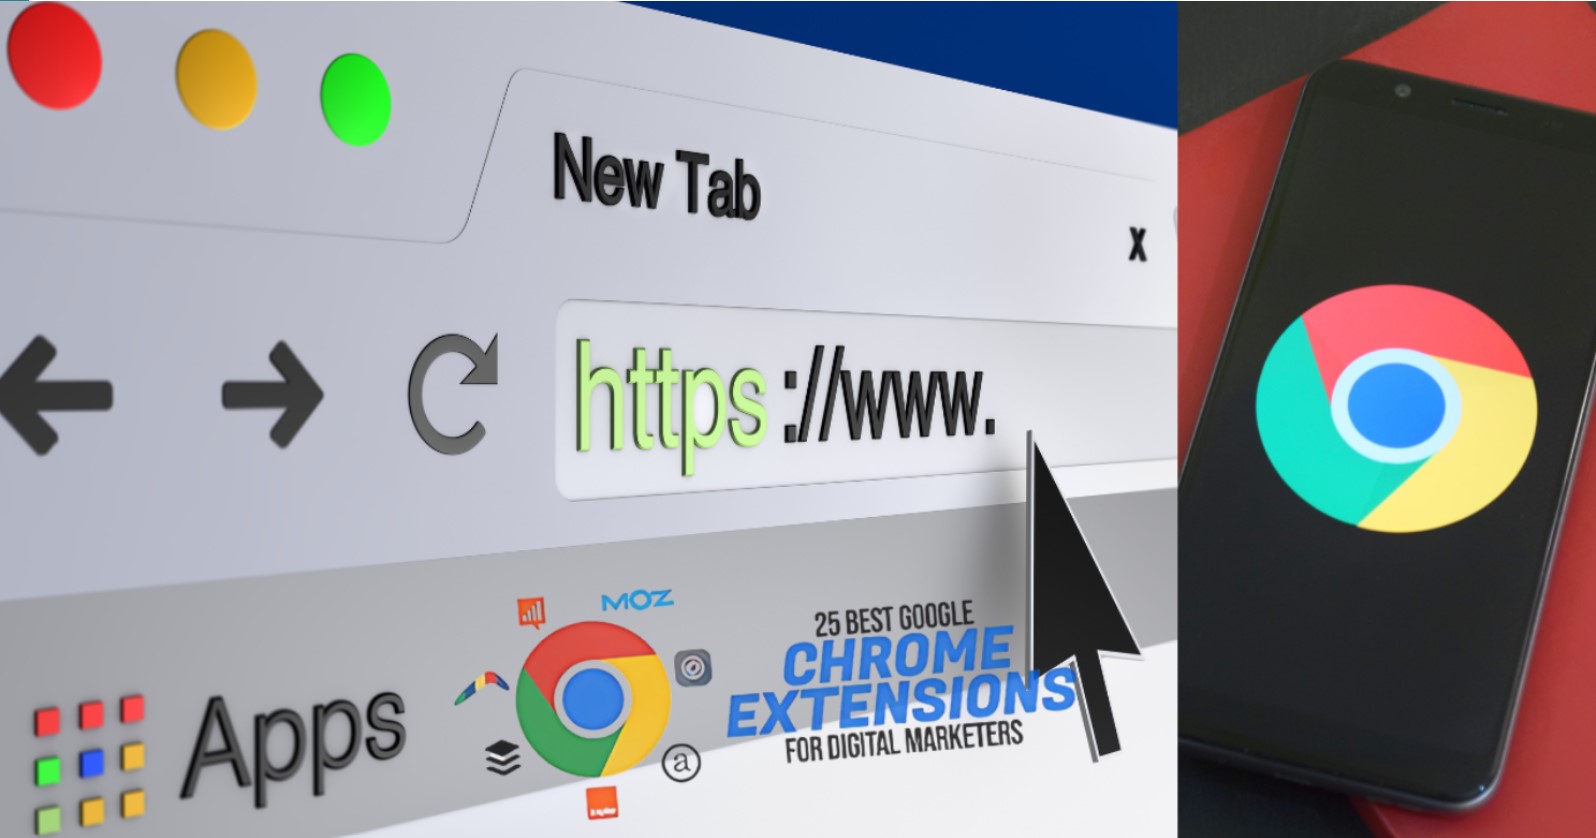 New Tab
x
https://www.
Apps
MOZ
a
25 BEST GOOGLE
CHROME
EXTENSIONS
FOR DIGITAL MARKETERS